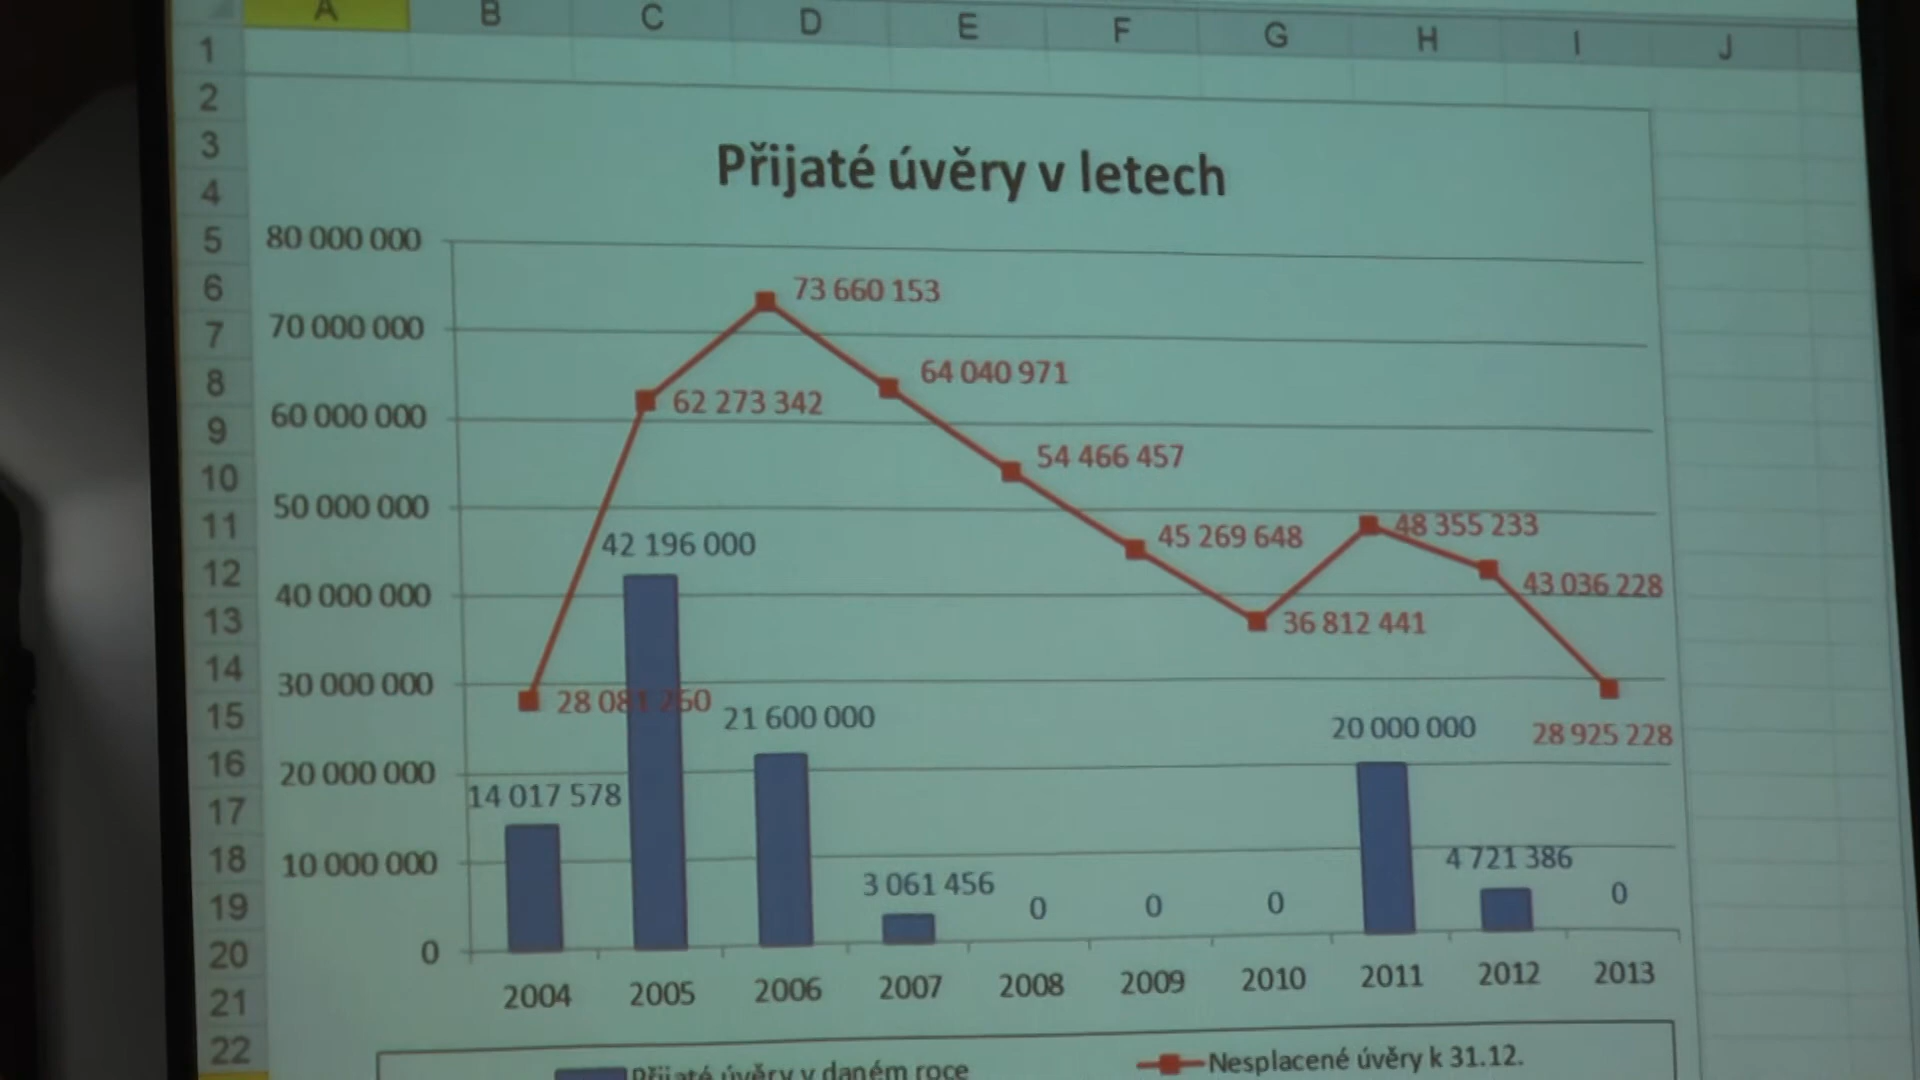 A B C D E F G H I J
1
2
3
4
5
6
7
8
9
10
11
12
13
14
15
16
17
18
19
20
21
22
Přijaté úvěry v letech
80 000 000
70 000 000
60 000 000
50 000 000
40 000 000
30 000 000
20 000 000
10 000 000
0
73 660 153
64 040 971
62 273 342
54 466 457
48 355 233
45 269 648
42 196 000
43 036 228
36 812 441
21 600 000
20 000 000
28 925 228
14 017 578
4 721 386
3 061 456
0
0
0
0
2004 2005 2006 2007 2008 2009 2010 2011 2012 2013
Přijaté úvěry v daném roce
Nesplacené úvěry k 31.12.